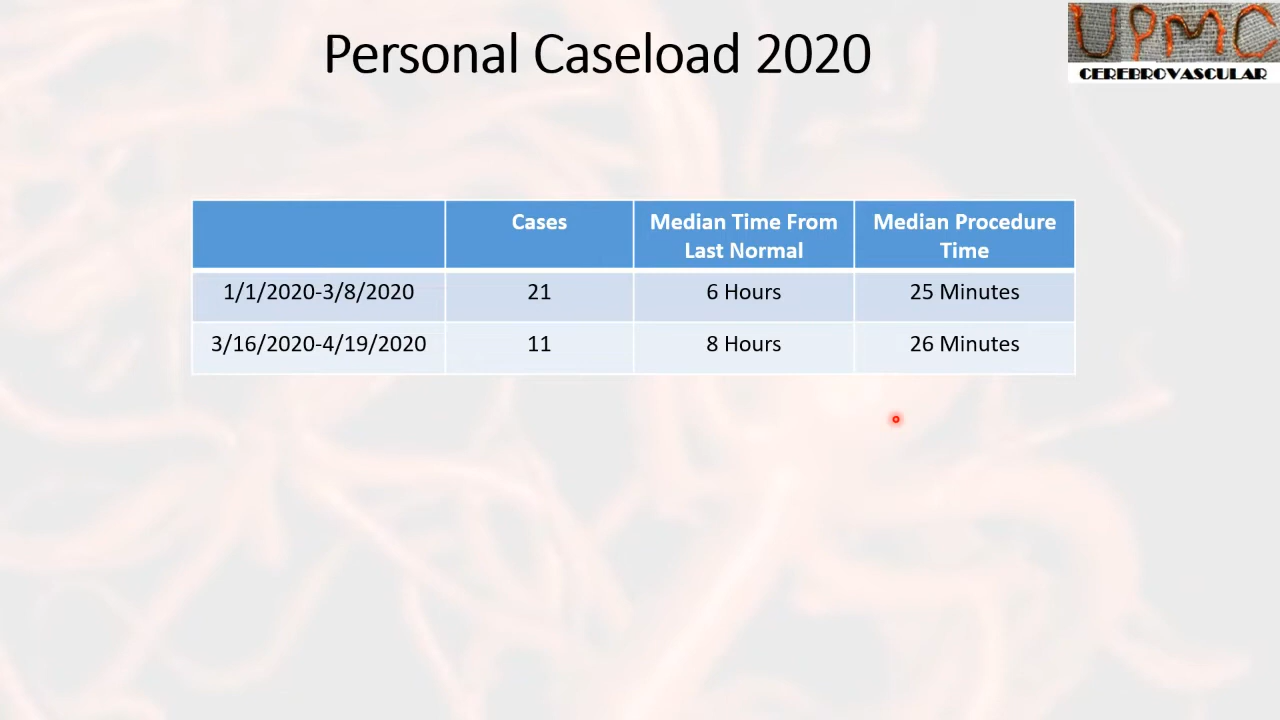 Personal Caseload 2020
UPMC
CEREBROVASCULAR
Cases
Median Time From
Last Normal
Median Procedure
Time
1/1/2020-3/8/2020 21 6 Hours 25 Minutes
3/16/2020-4/19/2020 11 8 Hours 26 Minutes